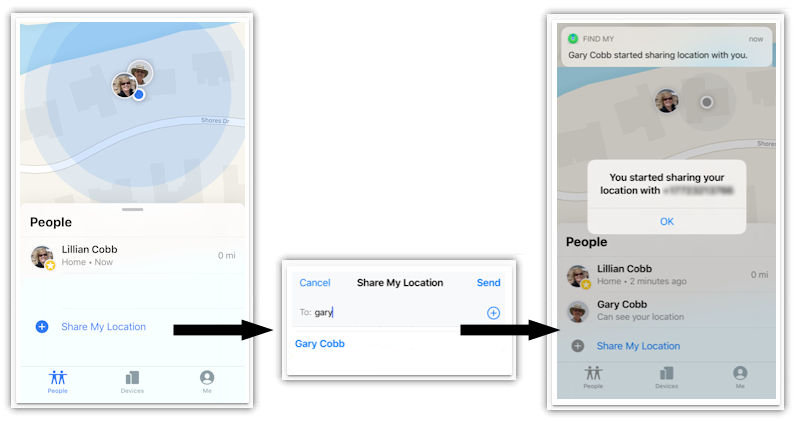 Shores Dr
People
Lillian Cobb
Home • Now
0 mi
Share My Location
People
Devices
Me
Cancel
Share My Location
Send
To: gary
Gary Cobb
FIND MY
now
Gary Cobb started sharing location with you.
Shores
You started sharing your
location with
OK
People
Lillian Cobb
Home • 2 minutes ago
0 mi
Gary Cobb
Can see your location
Share My Location
People
Devices
Me